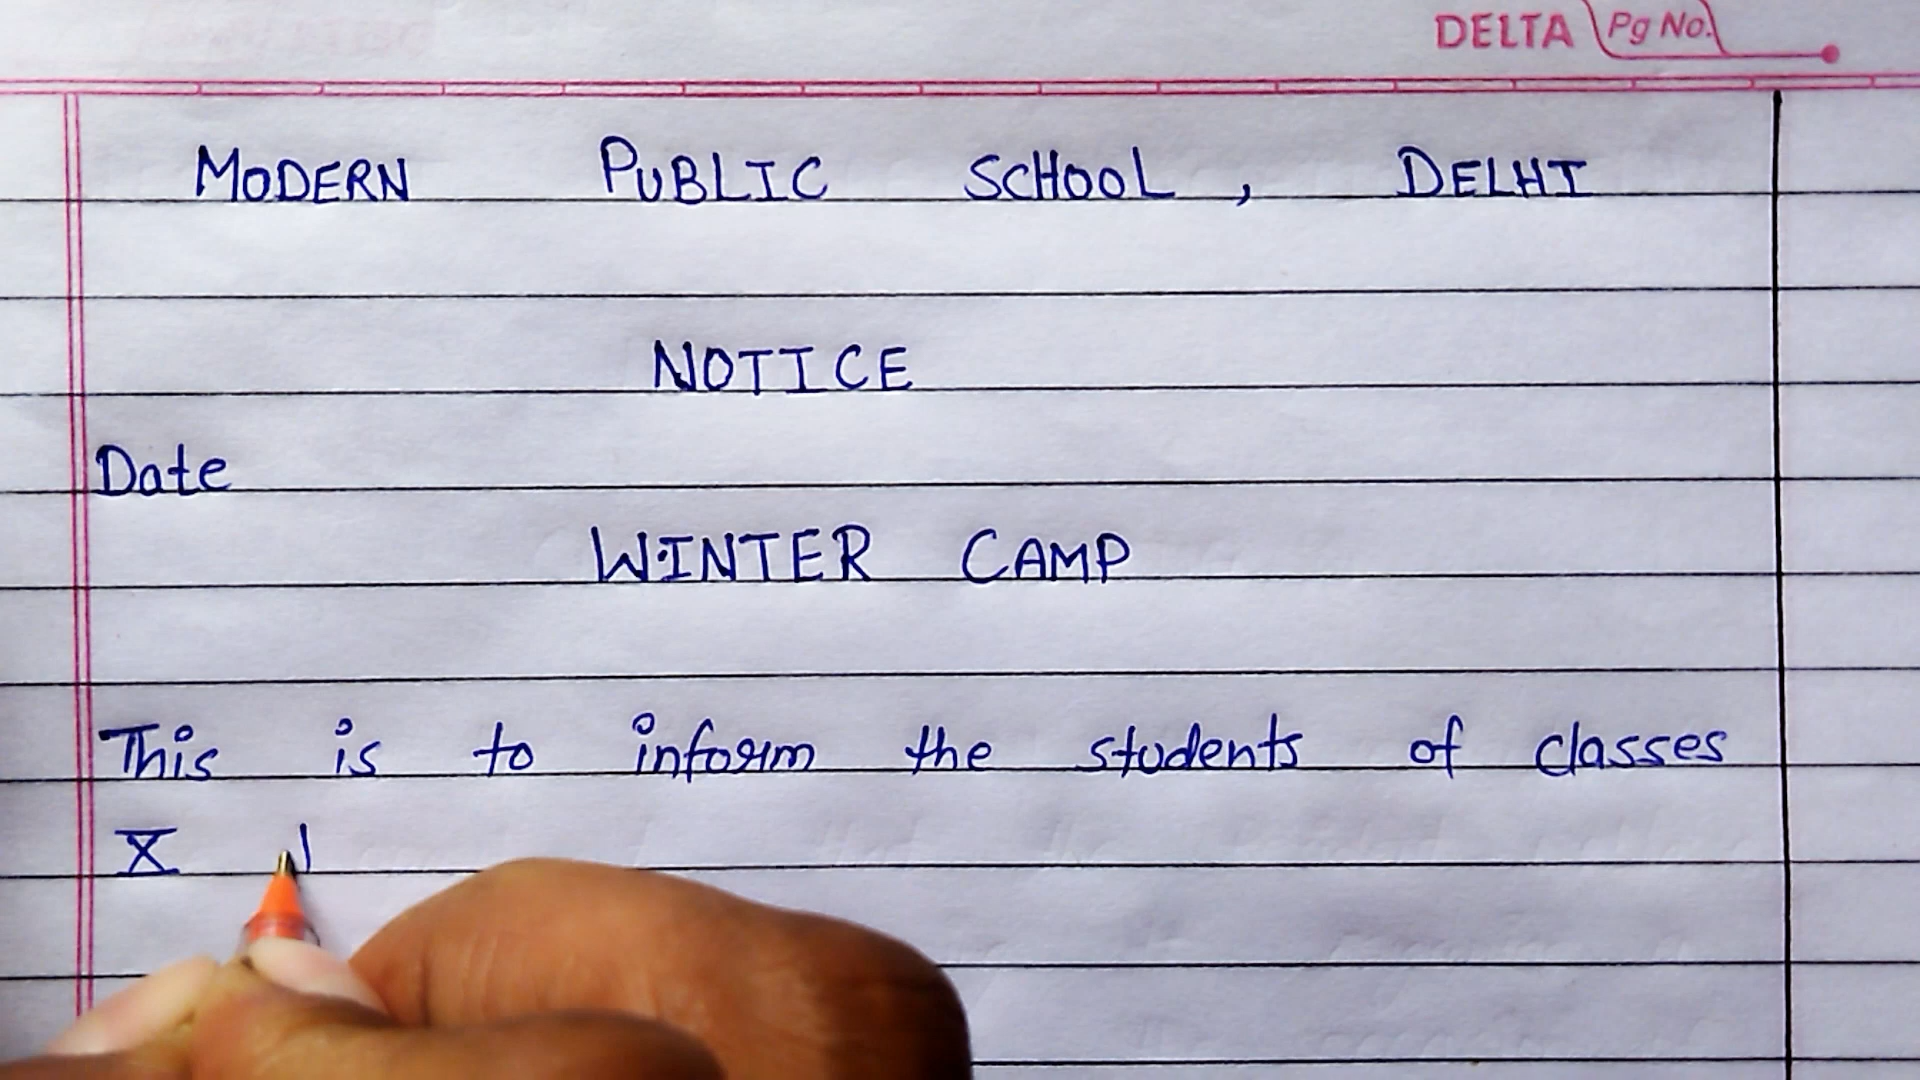 DELTA Pg No.
MODERN PUBLIC SCHOOL, DELHI
NOTICE
Date
WINTER CAMP
This is to inform the students of classes
X